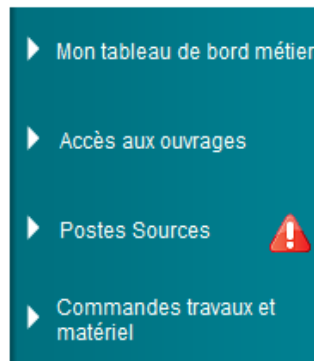 Mon tableau de bord métier
Accès aux ouvrages
Postes Sources
Commandes travaux et
matériel